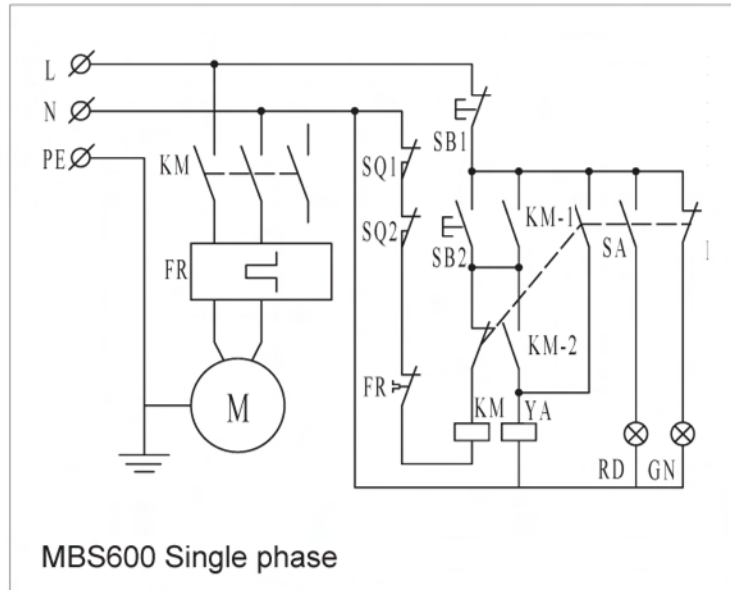 L
N
SB1
PE
KM
SQ1
KM-1
SQ2
SA
SB2
FR
KM-2
FR
M
KM
YA
RD
GN
MBS600 Single phase